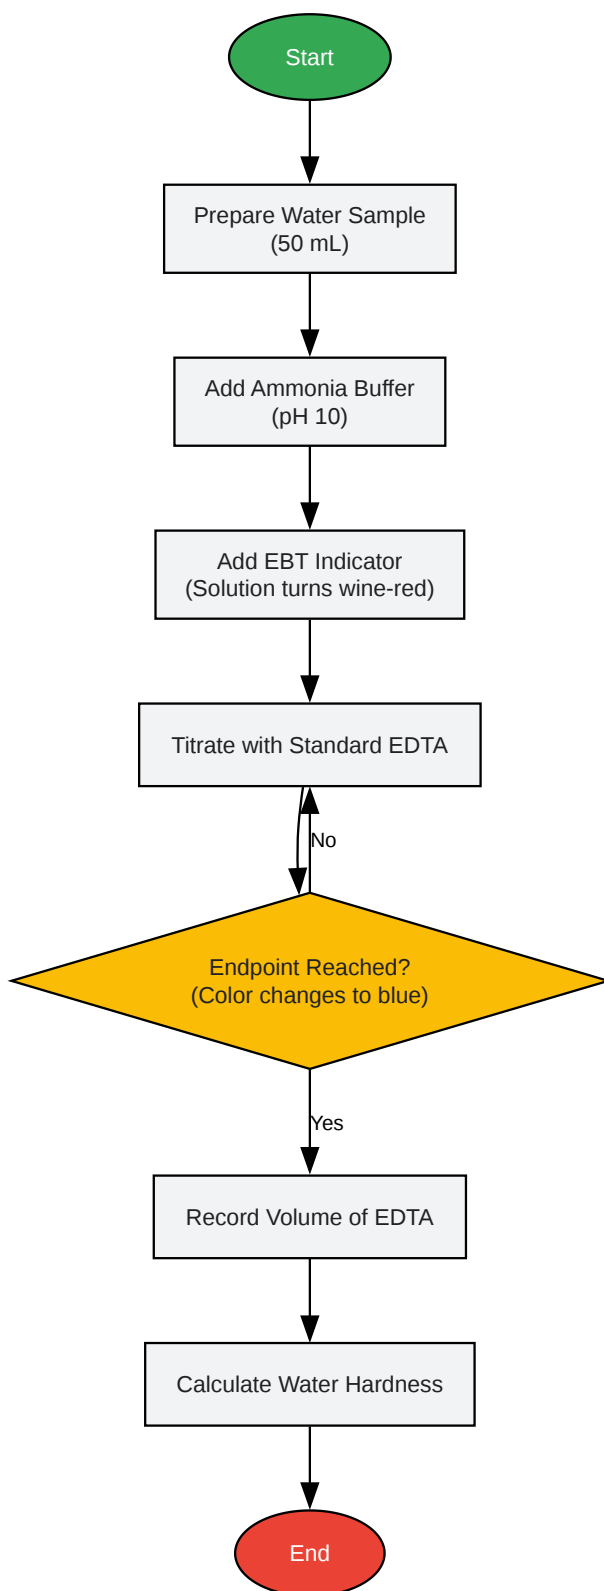 Start
Prepare Water Sample
(50 mL)
Add Ammonia Buffer
(pH 10)
Add EBT Indicator
(Solution turns wine-red)
Titrate with Standard EDTA
No
Endpoint Reached?
(Color changes to blue)
Yes
Record Volume of EDTA
Calculate Water Hardness
End